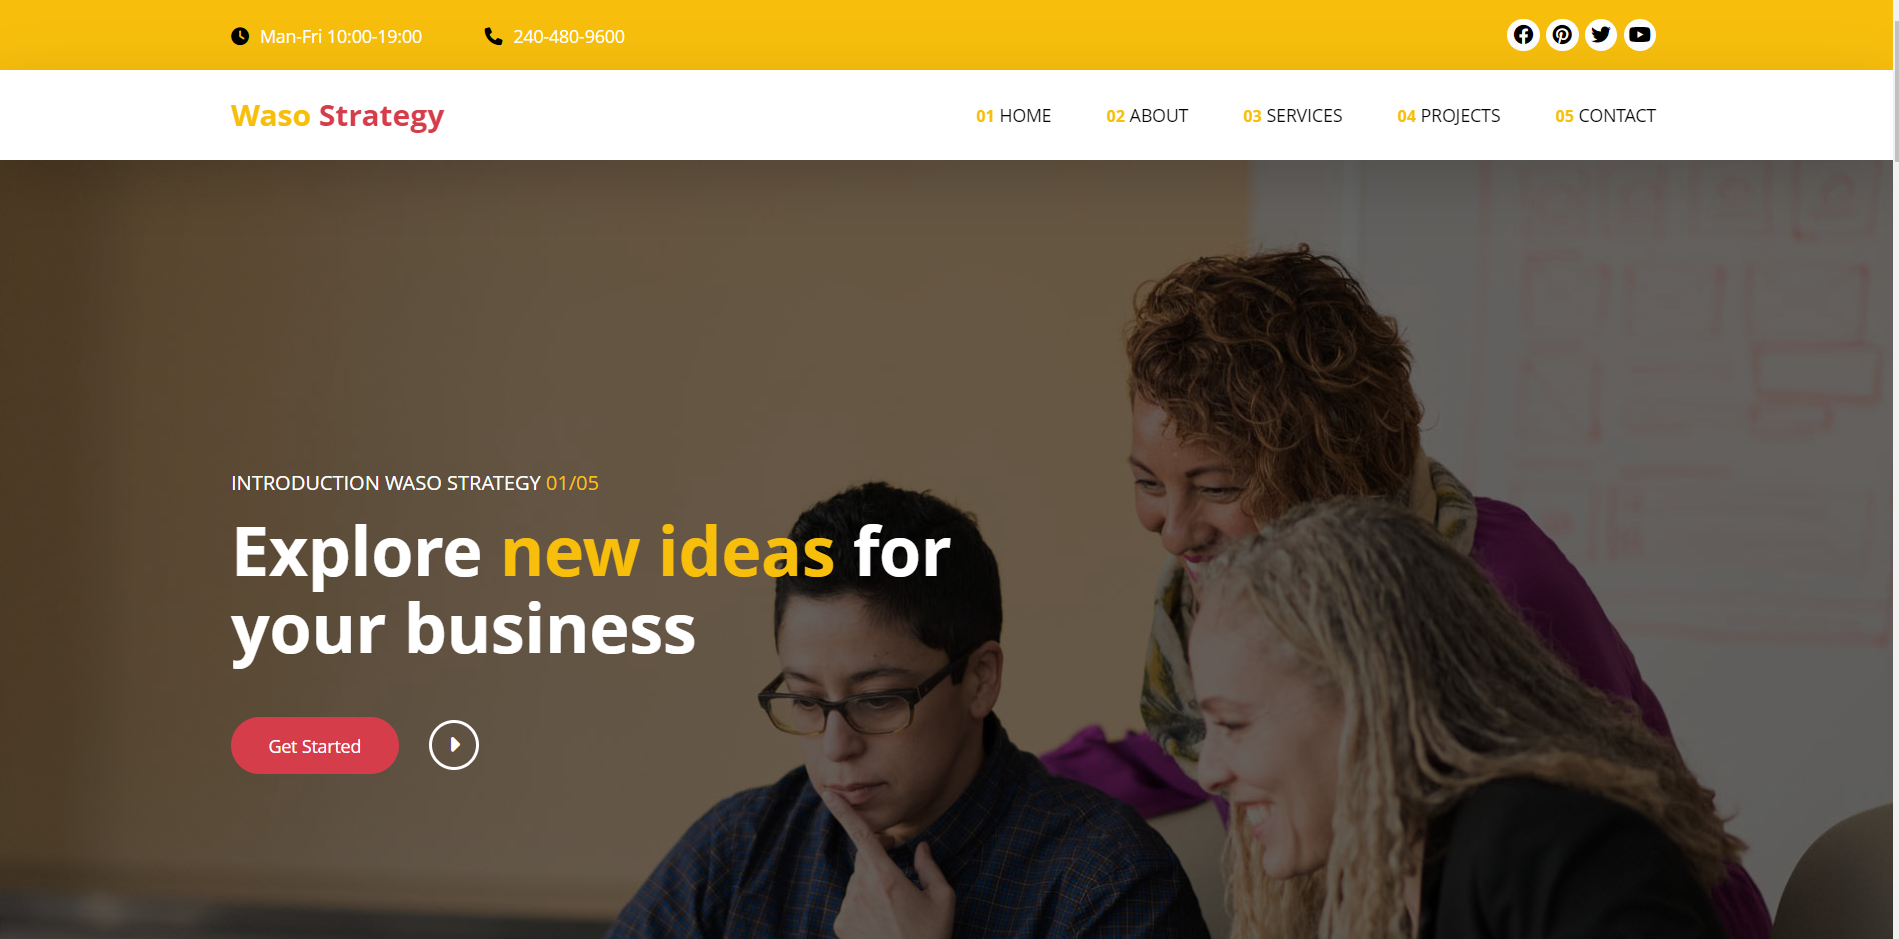 Man-Fri 10:00-19:00
240-480-9600
Waso Strategy
01 HOME
02 ABOUT
03 SERVICES
04 PROJECTS
05 CONTACT
INTRODUCTION WASO STRATEGY 01/05
Explore new ideas for
your business
Get Started